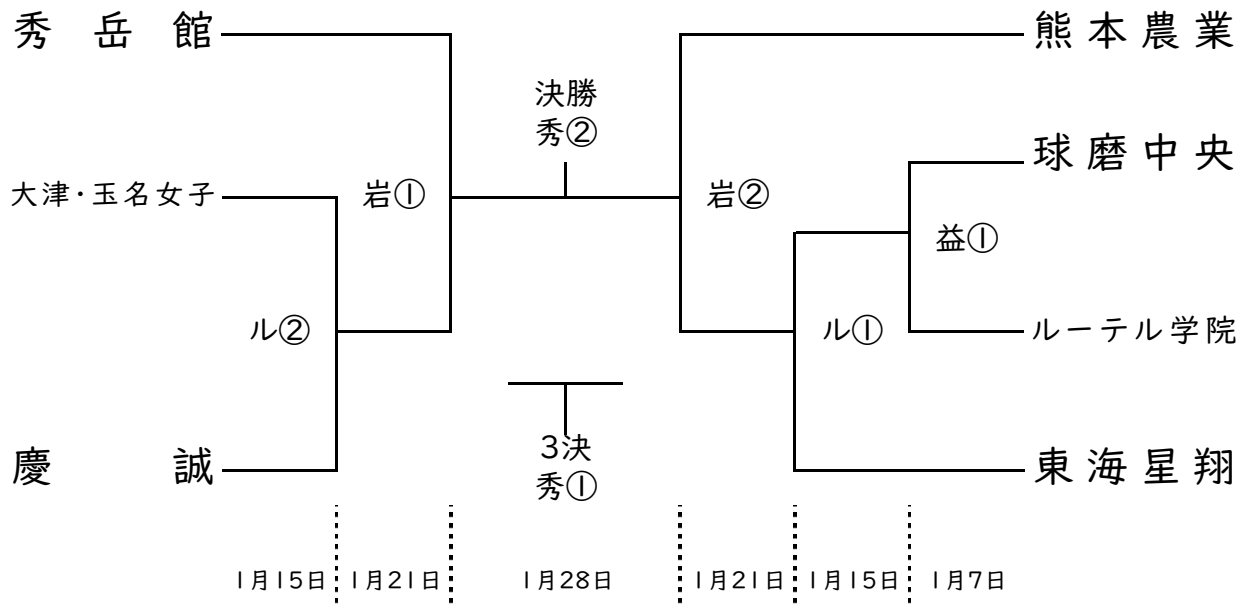 秀岳館
熊本農業
決勝
秀②
球磨中央
大津・玉名女子
岩①
岩②
益①
ル②
ル①
ルーテル学院
3決
秀①
慶誠
東海星翔
1月15日
1月21日
1月28日
1月21日
1月15日
1月7日